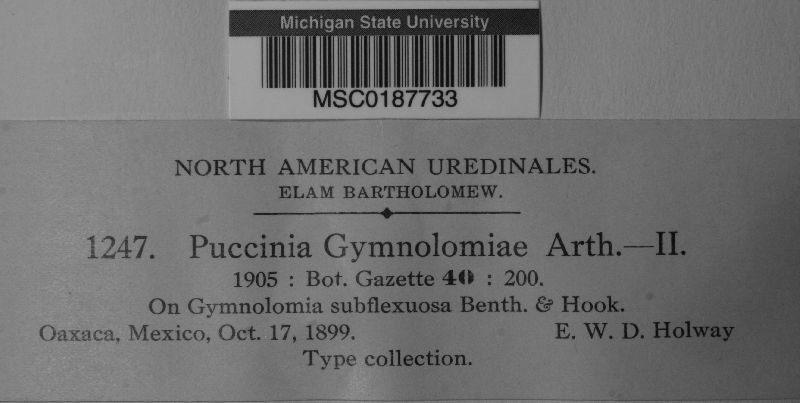 Michigan State University
MSC0187733
NORTH AMERICAN UREDINALES.
ELAM BARTHOLOMEW.
1247. Puccinia Gymnolomiae Arth.—II.
1905 : Bot. Gazette 40 : 200.
On Gymnolomia subflexuosa Benth. & Hook.
Oaxaca, Mexico, Oct. 17, 1899. E. W. D. Holway
Type collection.